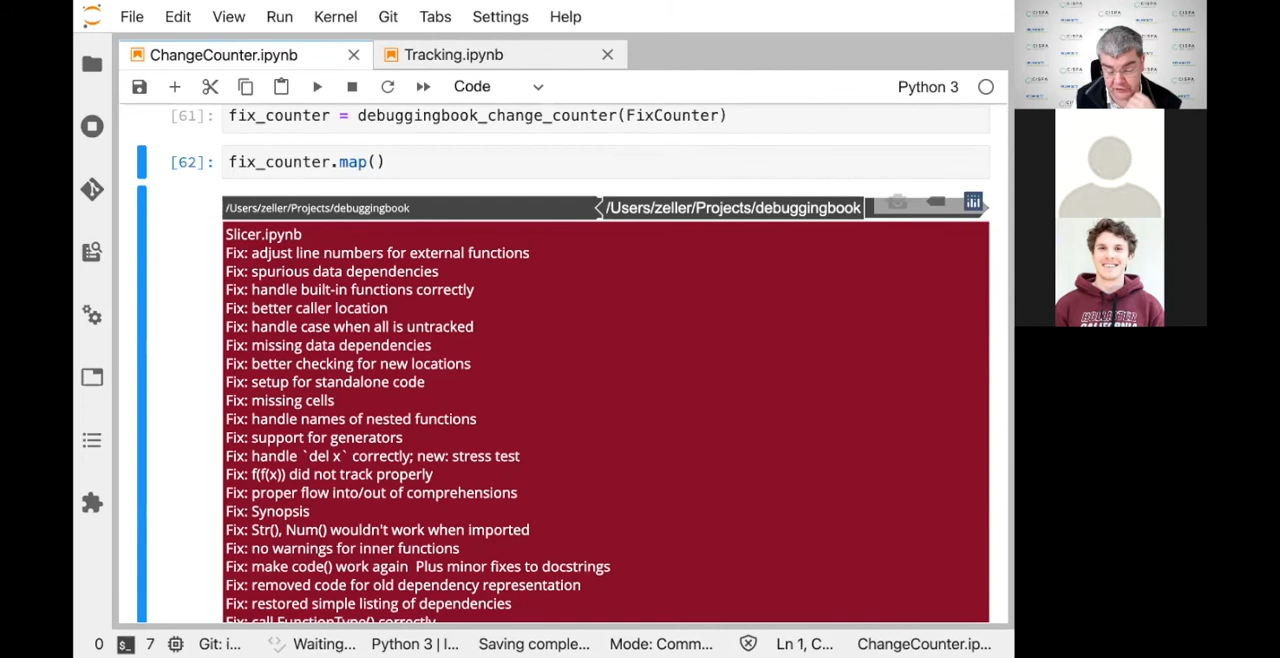 File Edit View Run Kernel Git Tabs Settings Help
ChangeCounter.ipynb
Tracking.ipynb
Code
Python 3
[61]: fix_counter = debuggingbook_change_counter(FixCounter)
[62]: fix_counter.map()
/Users/zeller/Projects/debuggingbook
/Users/zeller/Projects/debuggingbook
Slicer.ipynb
Fix: adjust line numbers for external functions
Fix: spurious data dependencies
Fix: handle built-in functions correctly
Fix: better caller location
Fix: handle case when all is untracked
Fix: missing data dependencies
Fix: better checking for new locations
Fix: setup for standalone code
Fix: missing cells
Fix: handle names of nested functions
Fix: support for generators
Fix: handle `del x` correctly; new: stress test
Fix: f(f(x)) did not track properly
Fix: proper flow into/out of comprehensions
Fix: Synopsis
Fix: Str(), Num() wouldn't work when imported
Fix: no warnings for inner functions
Fix: make code() work again  Plus minor fixes to docstrings
Fix: removed code for old dependency representation
Fix: restored simple listing of dependencies
Fix: call FunctionType() correctly
0 7 Git: i... Waiting... Python 3 | I... Saving comple... Mode: Comm... Ln 1, C... ChangeCounter.ip...
CISPA
HOLLISTER
CALIFORNIA